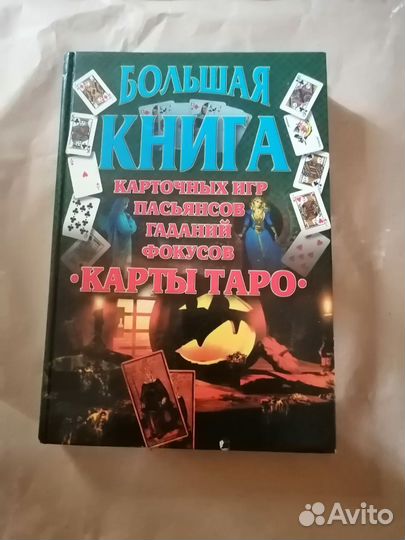 БОЛЬШАЯ
КНИГА
КАРТОЧНЫХ ИГР
ПАСЬЯНСОВ
ГАДАНИЙ
ФОКУСОВ
•КАРТЫ ТАРО•
Avito